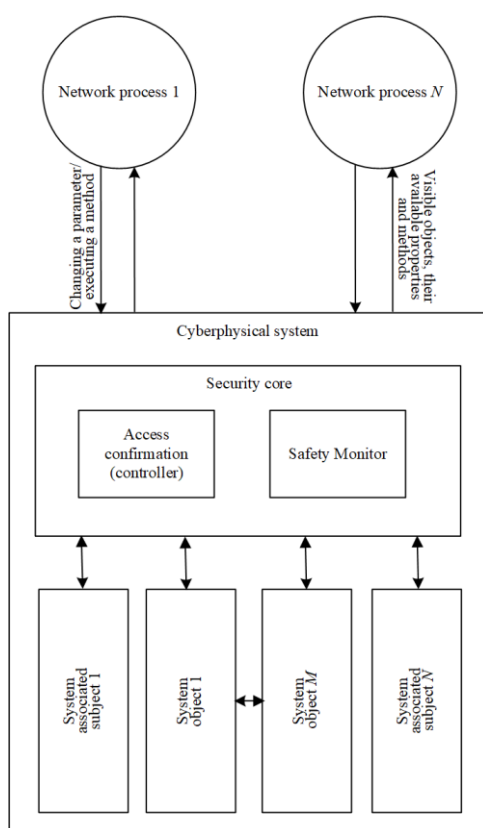 Network process 1
Network process N
Changing a parameter/
executing a method
Visible objects, their
available properties
and methods
Cyberphysical system
Security core
Access
confirmation
(controller)
Safety Monitor
System
associated
subject 1
System
object 1
System
object M
System
associated
subject N